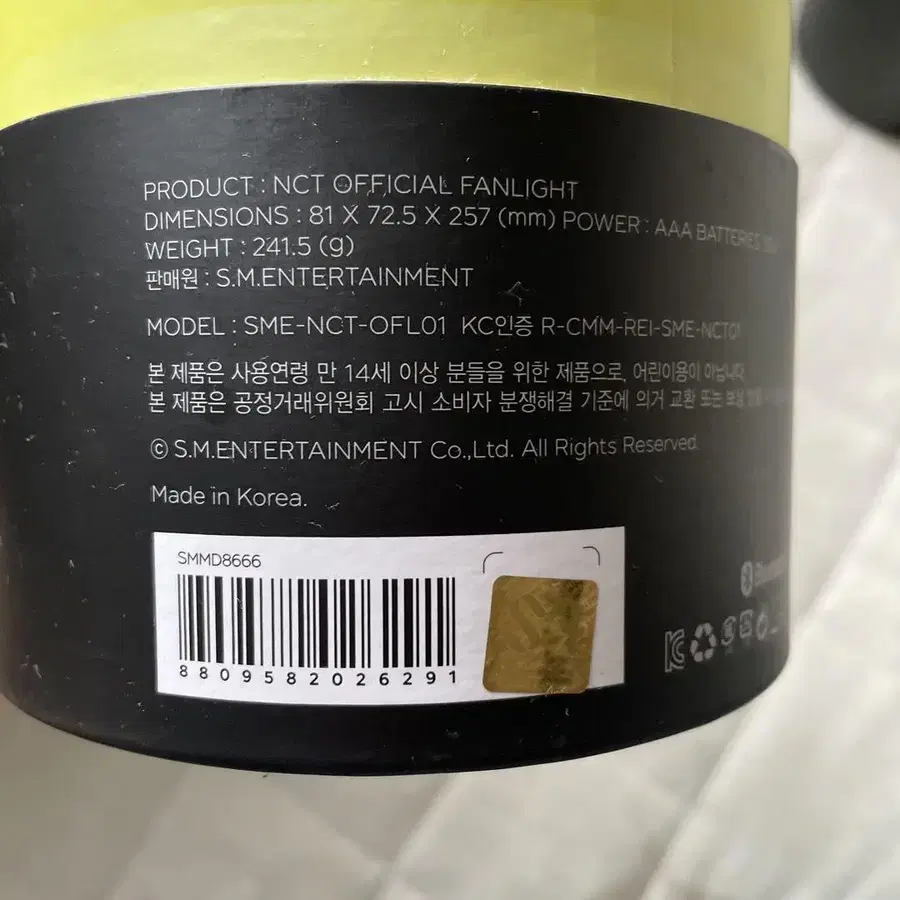 PRODUCT : NCT OFFICIAL FANLIGHT
DIMENSIONS : 81 X 72.5 X 257 (mm) POWER : AAA BATTERIES
WEIGHT : 241.5 (g)
판매원 : S.M.ENTERTAINMENT
MODEL : SME-NCT-OFL01 KC인증 R-CMM-REI-SME-NCT01
본 제품은 사용연령 만 14세 이상 분들을 위한 제품으로, 어린이용이 아닙니다.
본 제품은 공정거래위원회 고시 소비자 분쟁해결 기준에 의거 교환 또는 보상
© S.M.ENTERTAINMENT Co.,Ltd. All Rights Reserved.
Made in Korea.
SMMD8666
8809582026291